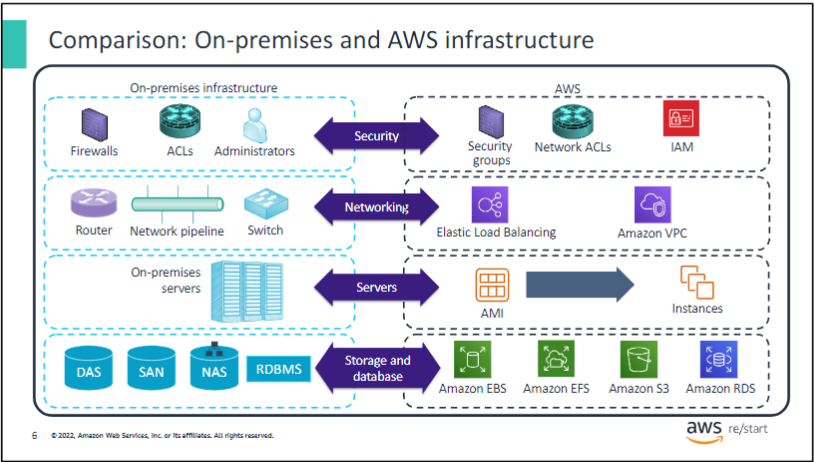 Comparison: On-premises and AWS infrastructure
On-premises infrastructure
AWS
Firewalls
ACLs
Administrators
Security
Security
groups
Network ACLs
IAM
Router
Network pipeline
Switch
Networking
Elastic Load Balancing
Amazon VPC
On-premises
servers
Servers
AMI
Instances
DAS
SAN
NAS
RDBMS
Storage and
database
Amazon EBS
Amazon EFS
Amazon S3
Amazon RDS
6
© 2022, Amazon Web Services, Inc. or its affiliates. All rights reserved.
aws re/start